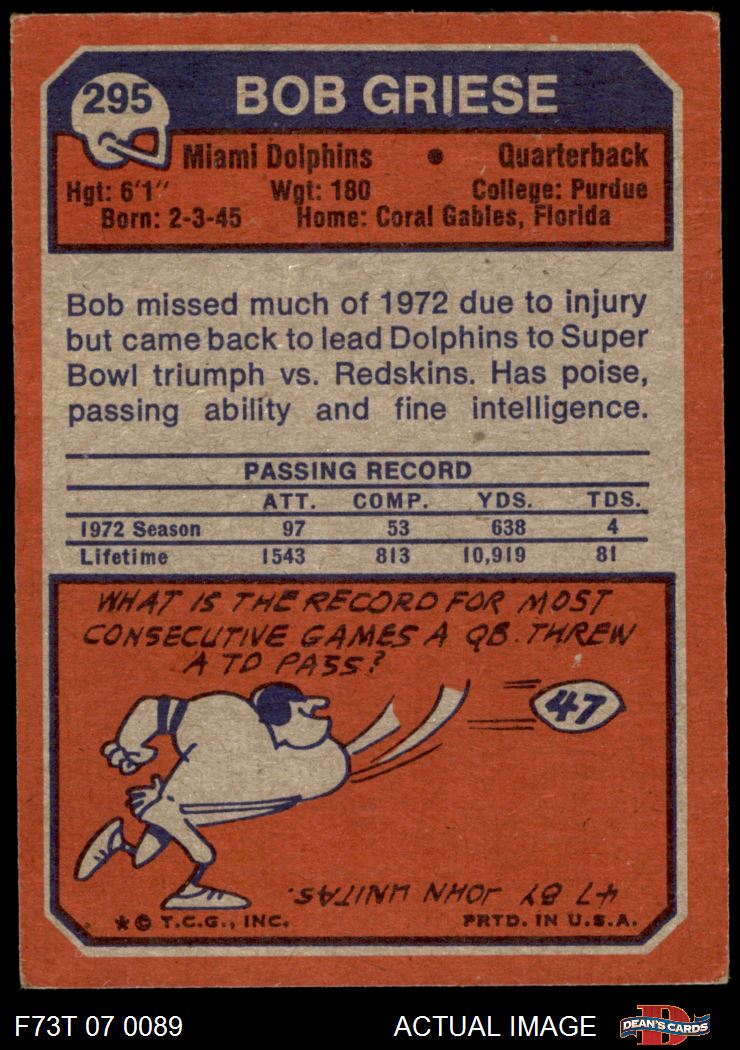 295
BOB GRIESE
Miami Dolphins • Quarterback
Hgt: 6'1" Wgt: 180 College: Purdue
Born: 2-3-45 Home: Coral Gables, Florida
Bob missed much of 1972 due to injury
but came back to lead Dolphins to Super
Bowl triumph vs. Redskins. Has poise,
passing ability and fine intelligence.
PASSING RECORD
ATT. COMP. YDS. TDS.
1972 Season 97 53 638 4
Lifetime 1543 813 10,919 81
WHAT IS THE RECORD FOR MOST
CONSECUTIVE GAMES A QB. THREW
A TD PASS?
47
47 BY JOHN UNITAS.
* © T.C.G., INC. PRTD. IN U.S.A.
F73T 07 0089 ACTUAL IMAGE
D
DEAN'S CARDS